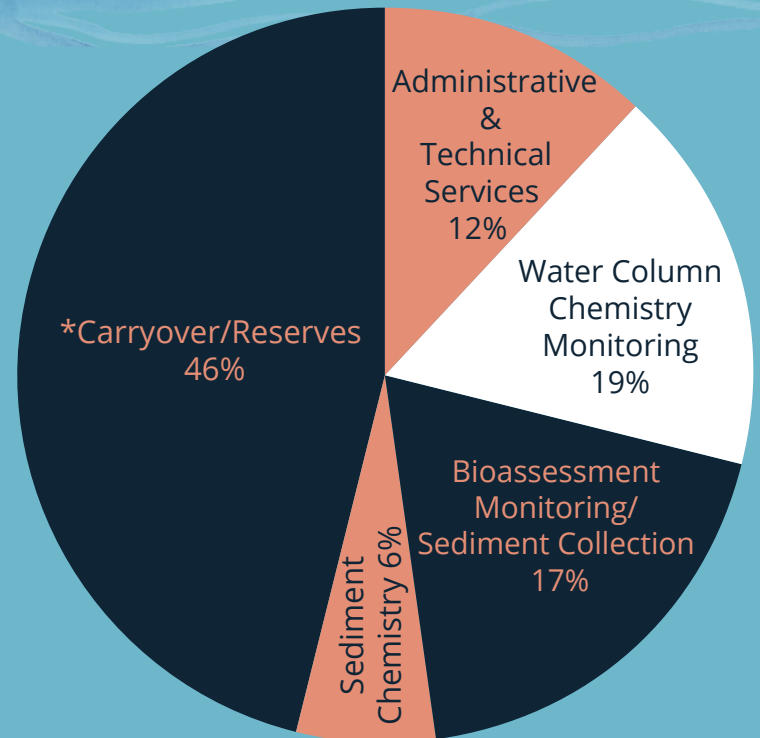 Administrative
&
Technical
Services
12%
Water Column
Chemistry
Monitoring
19%
Bioassessment
Monitoring/
Sediment Collection
17%
Sediment
Chemistry 6%
*Carryover/Reserves
46%